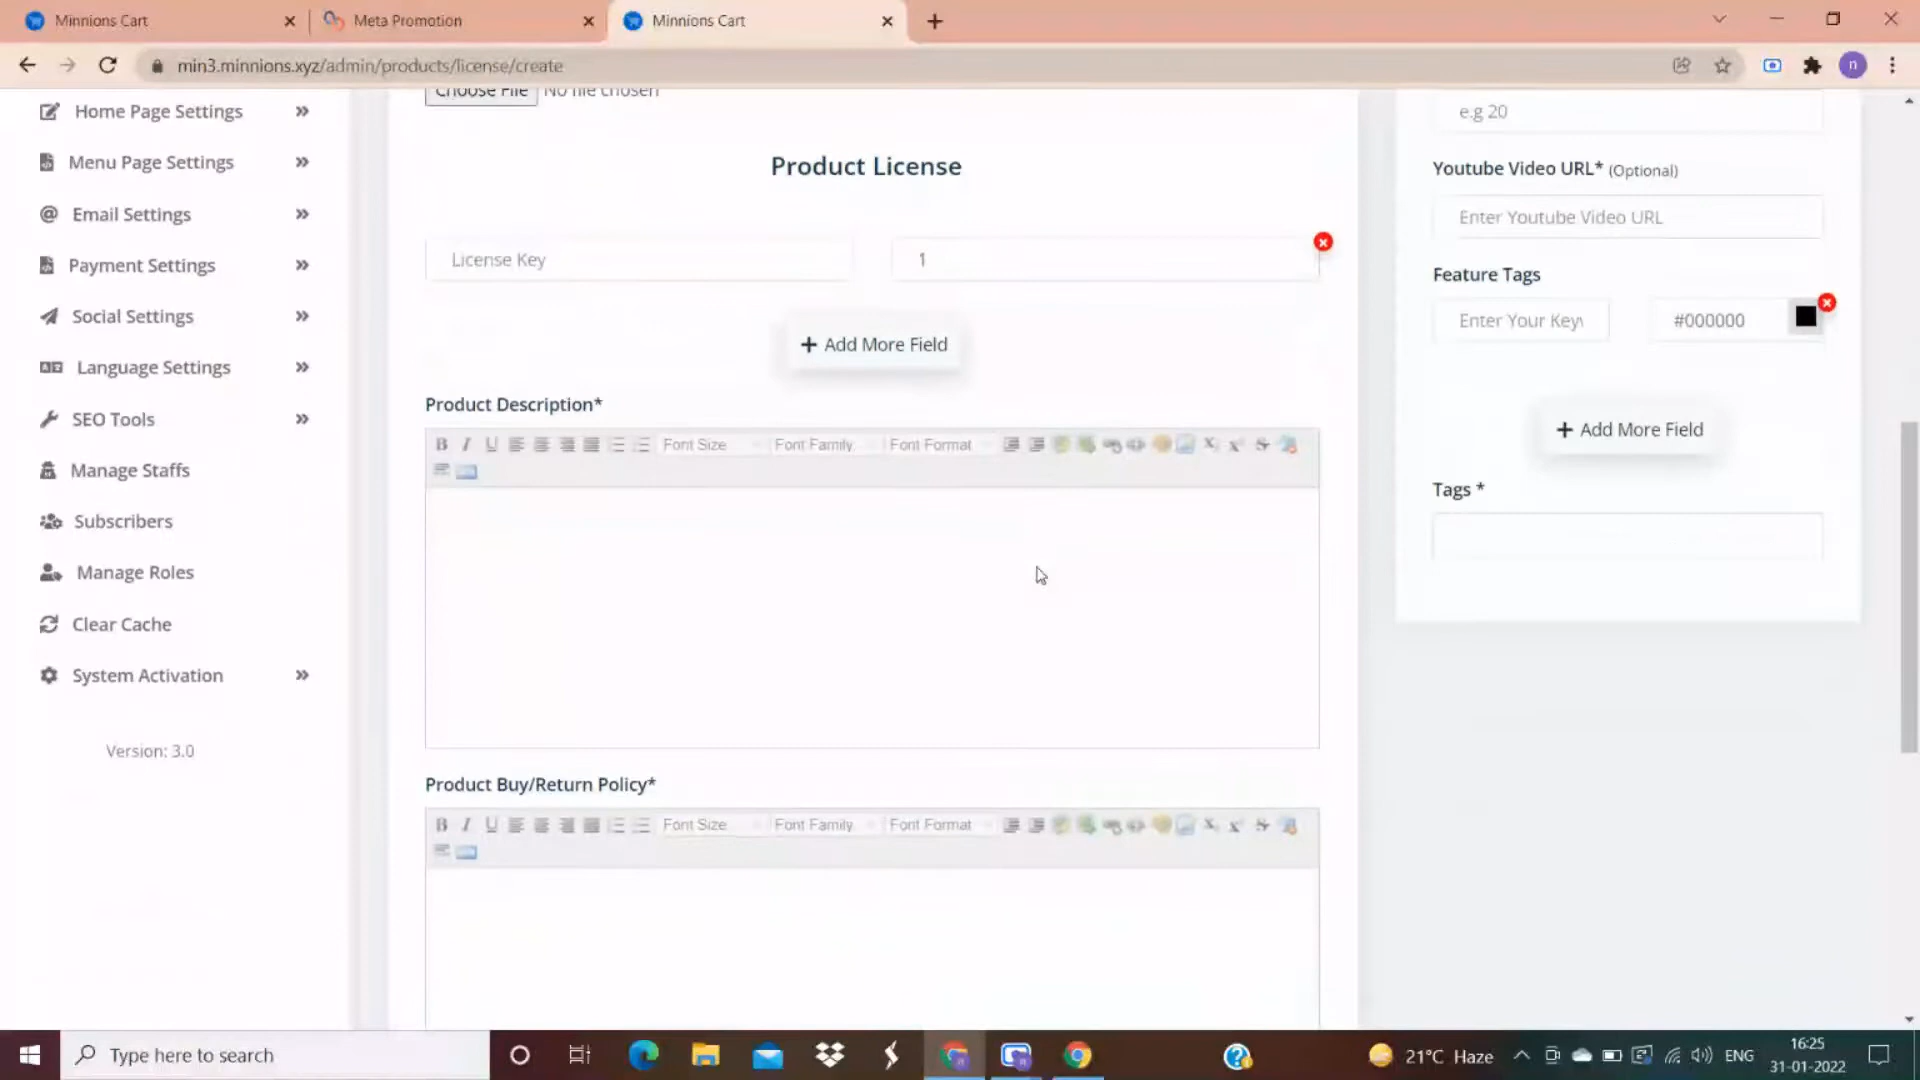 Minnions Cart
Meta Promotion
Minnions Cart
min3.minnions.xyz/admin/products/license/create
n
Home Page Settings
Menu Page Settings
Email Settings
Payment Settings
Social Settings
Language Settings
SEO Tools
Manage Staffs
Subscribers
Manage Roles
Clear Cache
System Activation
Version: 3.0
Choose File No file chosen
Product License
License Key
1
+ Add More Field
Product Description*
B I U Font Size Font Family. Font Format
Product Buy/Return Policy*
B I U Font Size Font Family. Font Format
e.g 20
Youtube Video URL* (Optional)
Enter Youtube Video URL
Feature Tags
Enter Your Key
#000000
+ Add More Field
Tags *
Type here to search
21°C Haze
ENG
16:25
31-01-2022